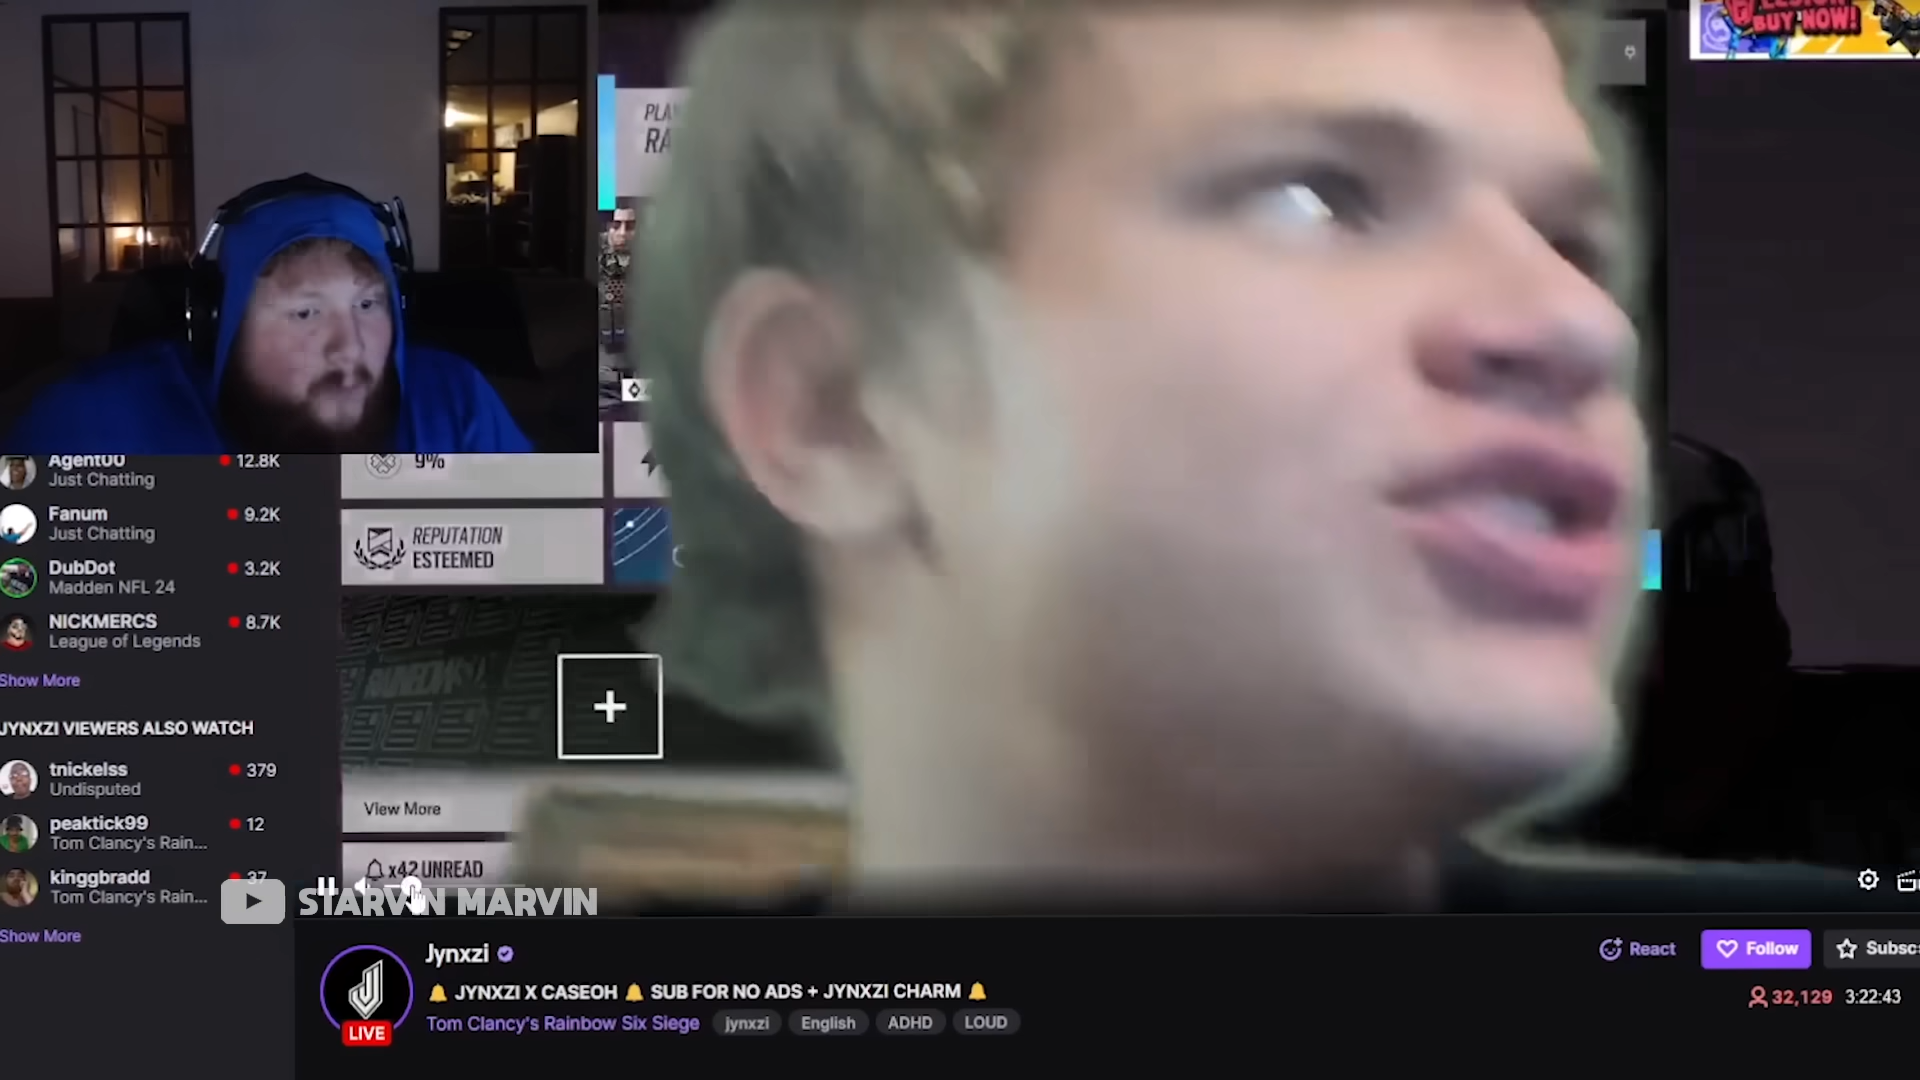 BUY NOW!
Agent00
12.8K
Just Chatting
Fanum
9.2K
Just Chatting
DubDot
3.2K
Madden NFL 24
NICKMERCS
8.7K
League of Legends
Show More
JYNXZI VIEWERS ALSO WATCH
tnickelss
379
Undisputed
peaktick99
12
Tom Clancy's Rain...
kinggbradd
37
Tom Clancy's Rain...
Show More
9%
REPUTATION
ESTEEMED
View More
x42 UNREAD
STARVIN MARVIN
Jynxzi
🔔 JYNXZI X CASEOH 🔔 SUB FOR NO ADS + JYNXZI CHARM 🔔
Tom Clancy's Rainbow Six Siege
jynxzi
English
ADHD
LOUD
LIVE
React
Follow
32,129
3:22:43